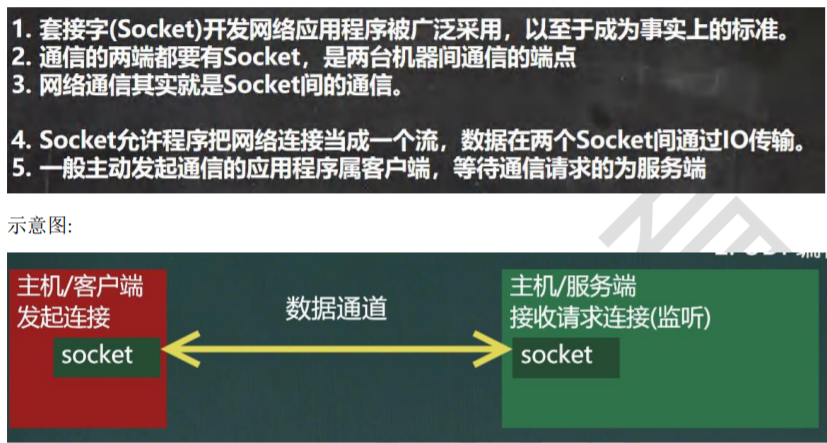 1. 套接字(Socket)开发网络应用程序被广泛采用，以至于成为事实上的标准。
2. 通信的两端都要有Socket，是两台机器间通信的端点
3. 网络通信其实就是Socket间的通信。
4. Socket允许程序把网络连接当成一个流，数据在两个Socket间通过IO传输。
5. 一般主动发起通信的应用程序属客户端，等待通信请求的为服务端
示意图:
主机/客户端
发起连接
socket
数据通道
主机/服务端
接收请求连接(监听)
socket